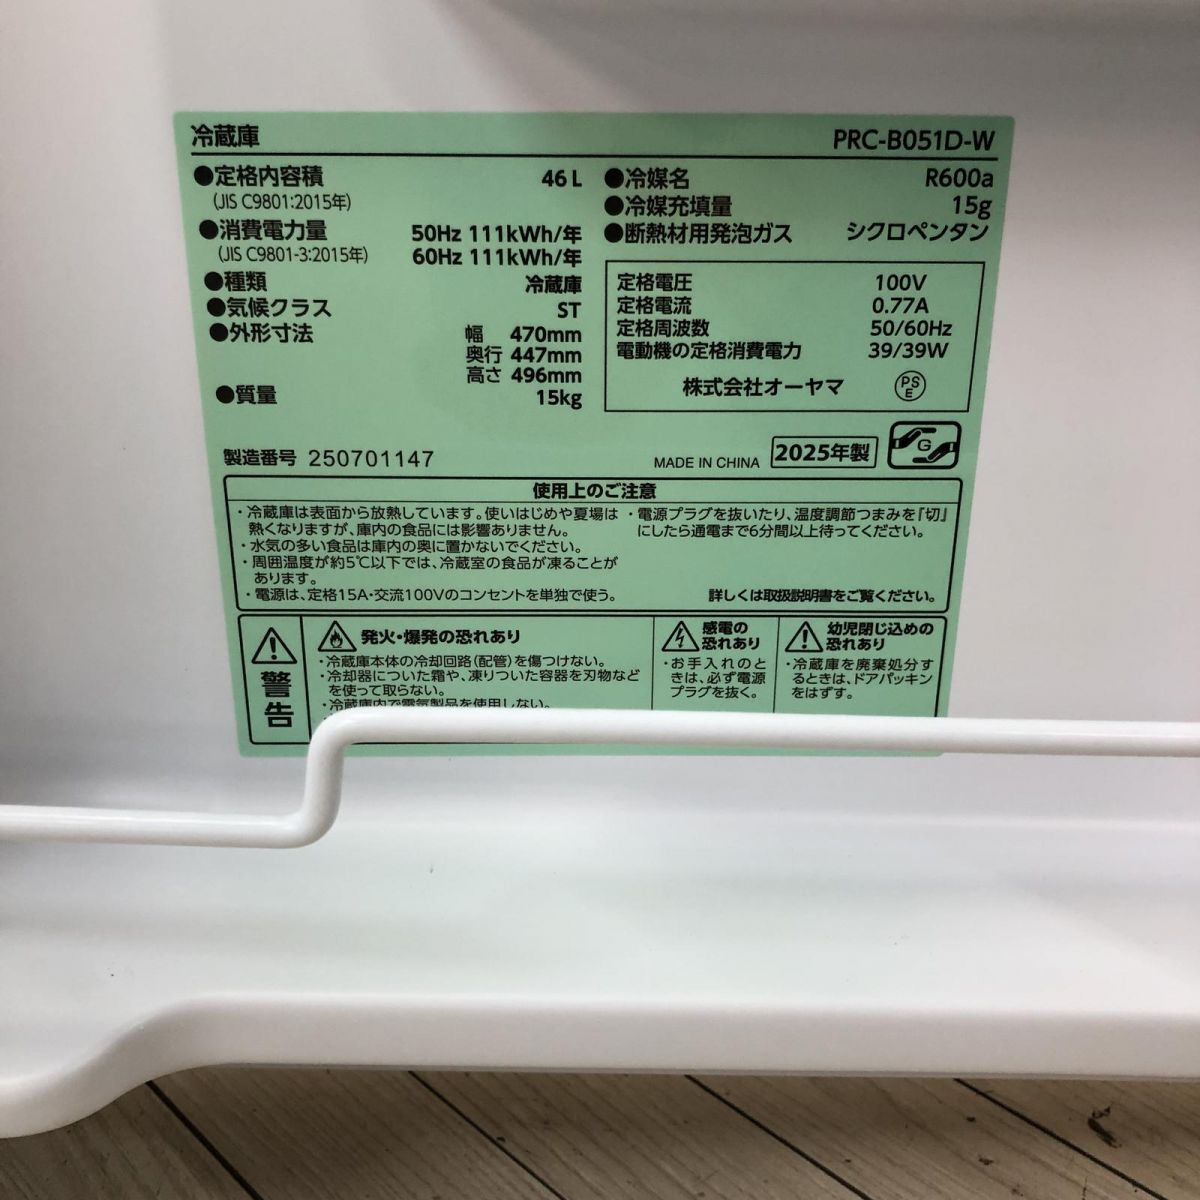 冷蔵庫 PRC-B051D-W
●定格内容積 46 L
(JIS C9801:2015年)
●消費電力量 50Hz 111kWh/年
(JIS C9801-3:2015年) 60Hz 111kWh/年
●種類 冷蔵庫
●気候クラス ST
●外形寸法 幅 470mm
奥行 447mm
高さ 496mm
●質量 15kg
●冷媒名 R600a
●冷媒充填量 15g
●断熱材用発泡ガス シクロペンタン
定格電圧 100V
定格電流 0.77A
定格周波数 50/60Hz
電動機の定格消費電力 39/39W
株式会社オーヤマ PSE
製造番号 250701147 MADE IN CHINA 2025年製 G
使用上のご注意
・冷蔵庫は表面から放熱しています。使いはじめや夏場は
熱くなりますが、庫内の食品には影響ありません。
・水気の多い食品は庫内の奥に置かないでください。
・周囲温度が約5℃以下では、冷蔵室の食品が凍ることが
あります。
・電源は、定格15A・交流100Vのコンセントを単独で使う。
・電源プラグを抜いたり、温度調節つまみを「切」
にしたら通電まで6分間以上待ってください。
詳しくは取扱説明書をご覧ください。
警告
発火・爆発の恐れあり
・冷蔵庫本体の冷却回路(配管)を傷つけない。
・冷却器についた霜や、凍りついた容器を刃物など
を使って取らない。
・冷蔵庫内で電気製品を使用しない。
感電の
恐れあり
・お手入れのと
きは、必ず電源
プラグを抜く。
幼児閉じ込めの
恐れあり
・冷蔵庫を廃棄処分す
るときは、ドアパッキン
をはずす。